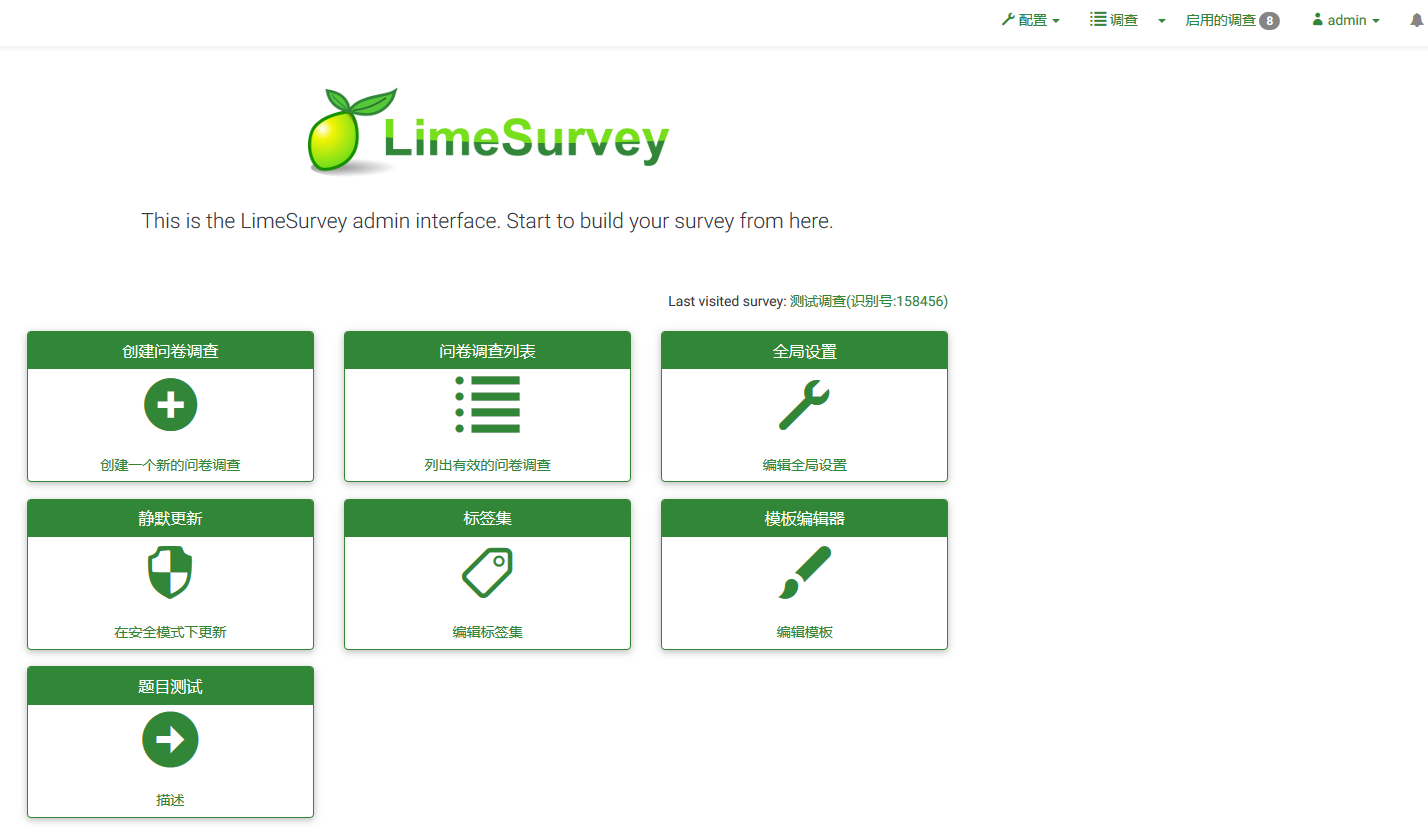 配置 调查 启用的调查 8 admin
LimeSurvey
This is the LimeSurvey admin interface. Start to build your survey from here.
Last visited survey: 测试调查(识别号:158456)
创建问卷调查 问卷调查列表 全局设置
创建一个新的问卷调查 列出有效的问卷调查 编辑全局设置
静默更新 标签集 模板编辑器
在安全模式下更新 编辑标签集 编辑模板
题目测试
描述